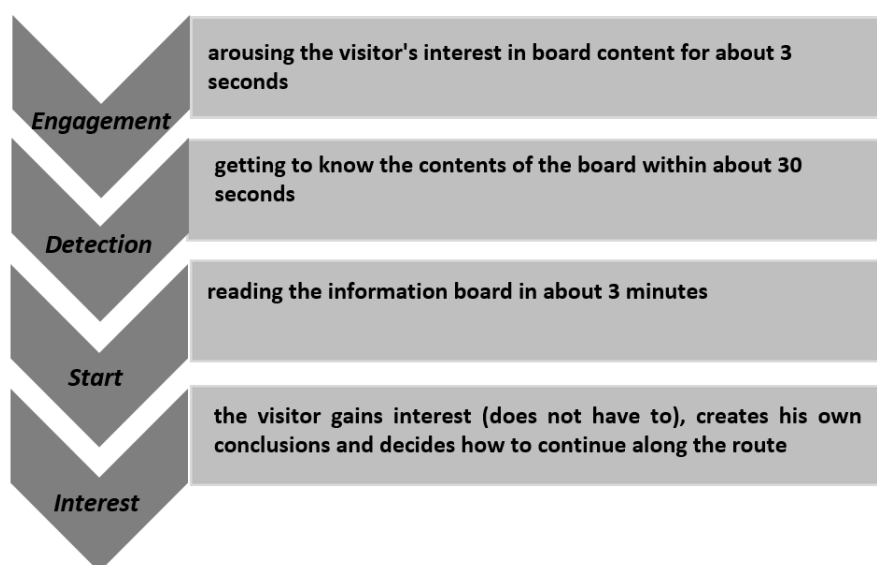 arousing the visitor's interest in board content for about 3
seconds
Engagement
getting to know the contents of the board within about 30
seconds
Detection
reading the information board in about 3 minutes
Start
the visitor gains interest (does not have to), creates his own
conclusions and decides how to continue along the route
Interest